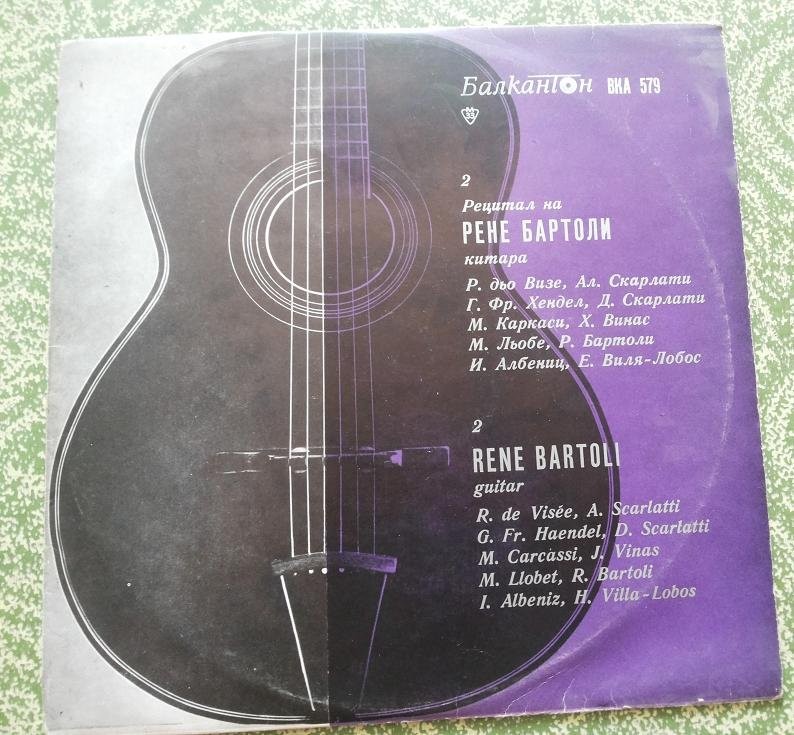 Балкантон ВКА 579
M
33
2
Рецитал на
РЕНЕ БАРТОЛИ
китара
Р. дьо Визе, Ал. Скарлати
Г. Фр. Хендел, Д. Скарлати
М. Каркаси, Х. Винас
М. Льобе, Р. Бартоли
И. Албениц, Е. Виля-Лобос
2
RENE BARTOLI
guitar
R. de Visée, A. Scarlatti
G. Fr. Haendel, D. Scarlatti
M. Carcassi, J. Vinas
M. Llobet, R. Bartoli
I. Albeniz, H. Villa-Lobos